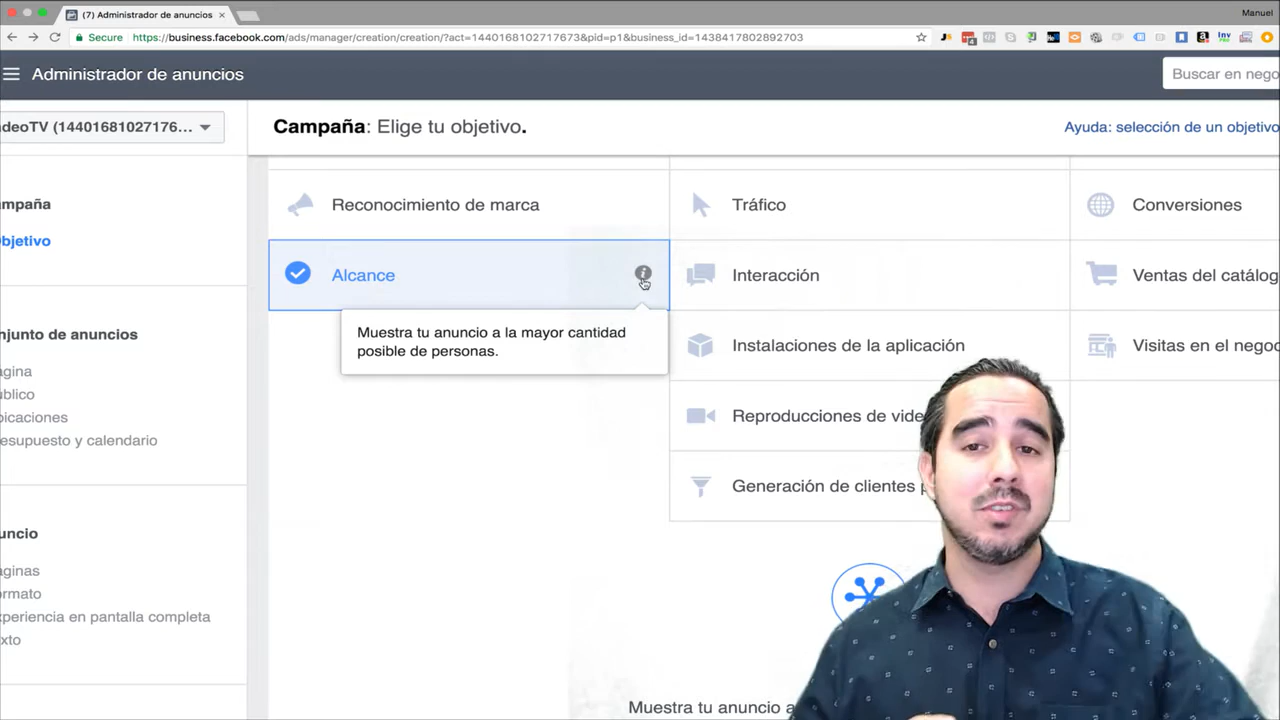 (7) Administrador de anuncios
Manuel
Secure
https://business.facebook.com/ads/manager/creation/creation/?act=1440168102717673&pid=p1&business_id=1438417802892703
Administrador de anuncios
Buscar en nego
deoTV (14401681027176...
Campaña: Elige tu objetivo.
Ayuda: selección de un objetivo
mpaña
bjetivo
Reconocimiento de marca
Tráfico
Conversiones
Alcance
Interacción
Ventas del catálog
Muestra tu anuncio a la mayor cantidad
posible de personas.
Instalaciones de la aplicación
Visitas en el negoc
Reproducciones de vide
Generación de clientes p
njunto de anuncios
gina
blico
bicaciones
esupuesto y calendario
uncio
ginas
ormato
xperiencia en pantalla completa
xto
Muestra tu anuncio a